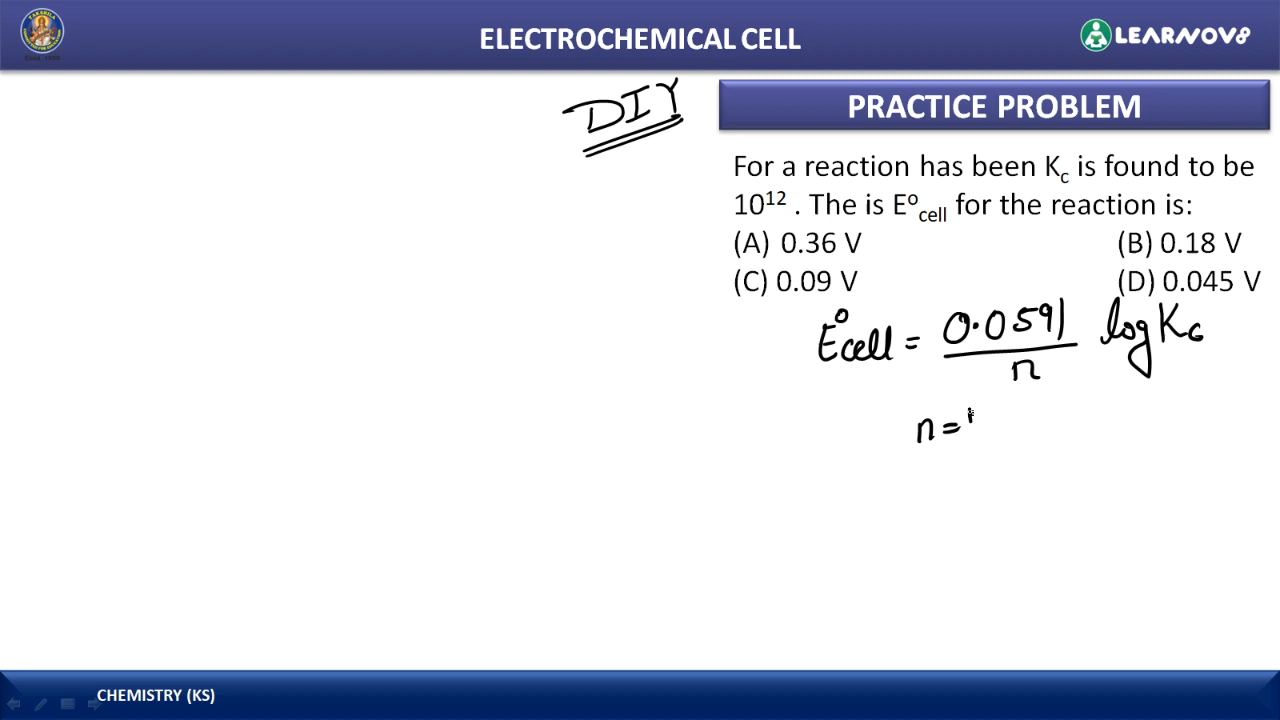 ELECTROCHEMICAL CELL
LEARNOV8
DIY
PRACTICE PROBLEM
For a reaction has been Kc is found to be
10¹² . The is E°cell for the reaction is:
(A) 0.36 V (B) 0.18 V
(C) 0.09 V (D) 0.045 V
E°cell = 0.0591/n log Kc
n =
CHEMISTRY (KS)